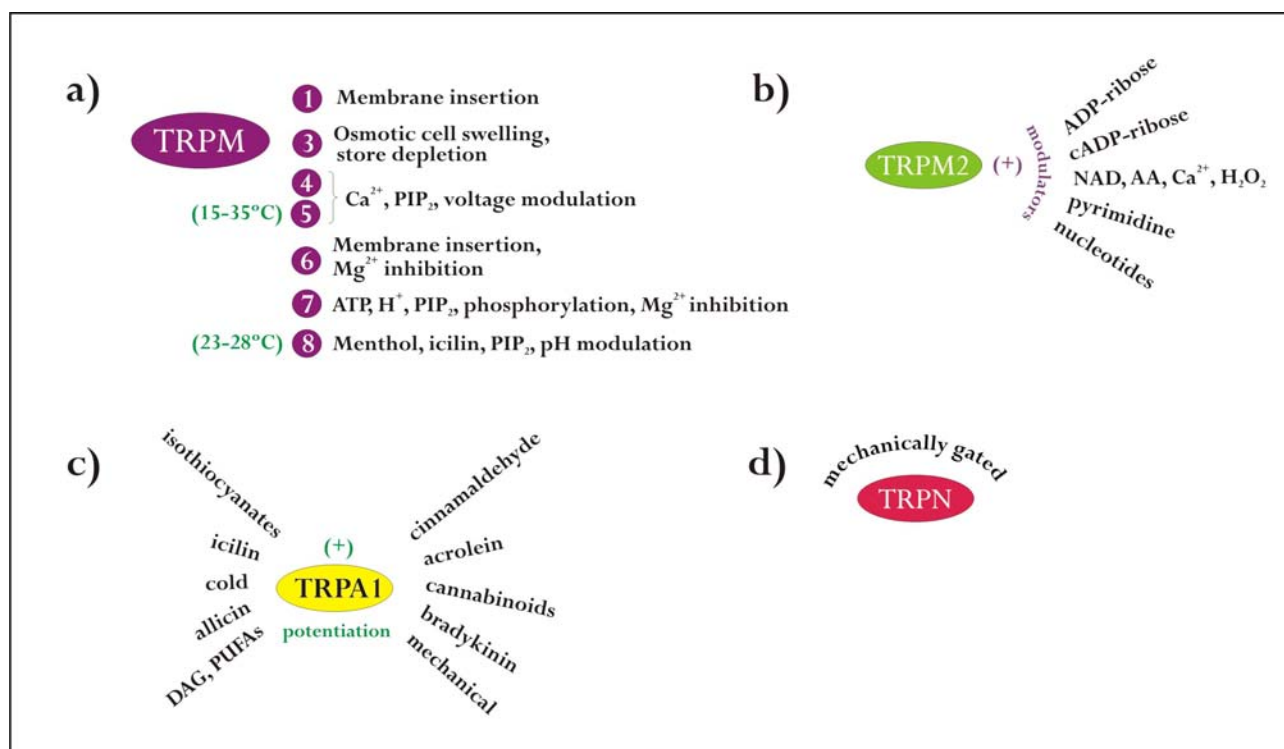 a)
TRPM
1 Membrane insertion
3 Osmotic cell swelling,
store depletion
4
(15-35°C) 5
Ca²⁺, PIP₂, voltage modulation
6 Membrane insertion,
Mg²⁺ inhibition
7 ATP, H⁺, PIP₂, phosphorylation, Mg²⁺ inhibition
(23-28°C) 8 Menthol, icilin, PIP₂, pH modulation
b)
TRPM2
(+)
modulators
ADP-ribose
cADP-ribose
NAD, AA, Ca²⁺, H₂O₂
pyrimidine
nucleotides
c)
isothiocyanates
icilin
cold
allicin
DAG, PUFAs
(+)
TRPA1
potentiation
cinnamaldehyde
acrolein
cannabinoids
bradykinin
mechanical
d)
mechanically gated
TRPN